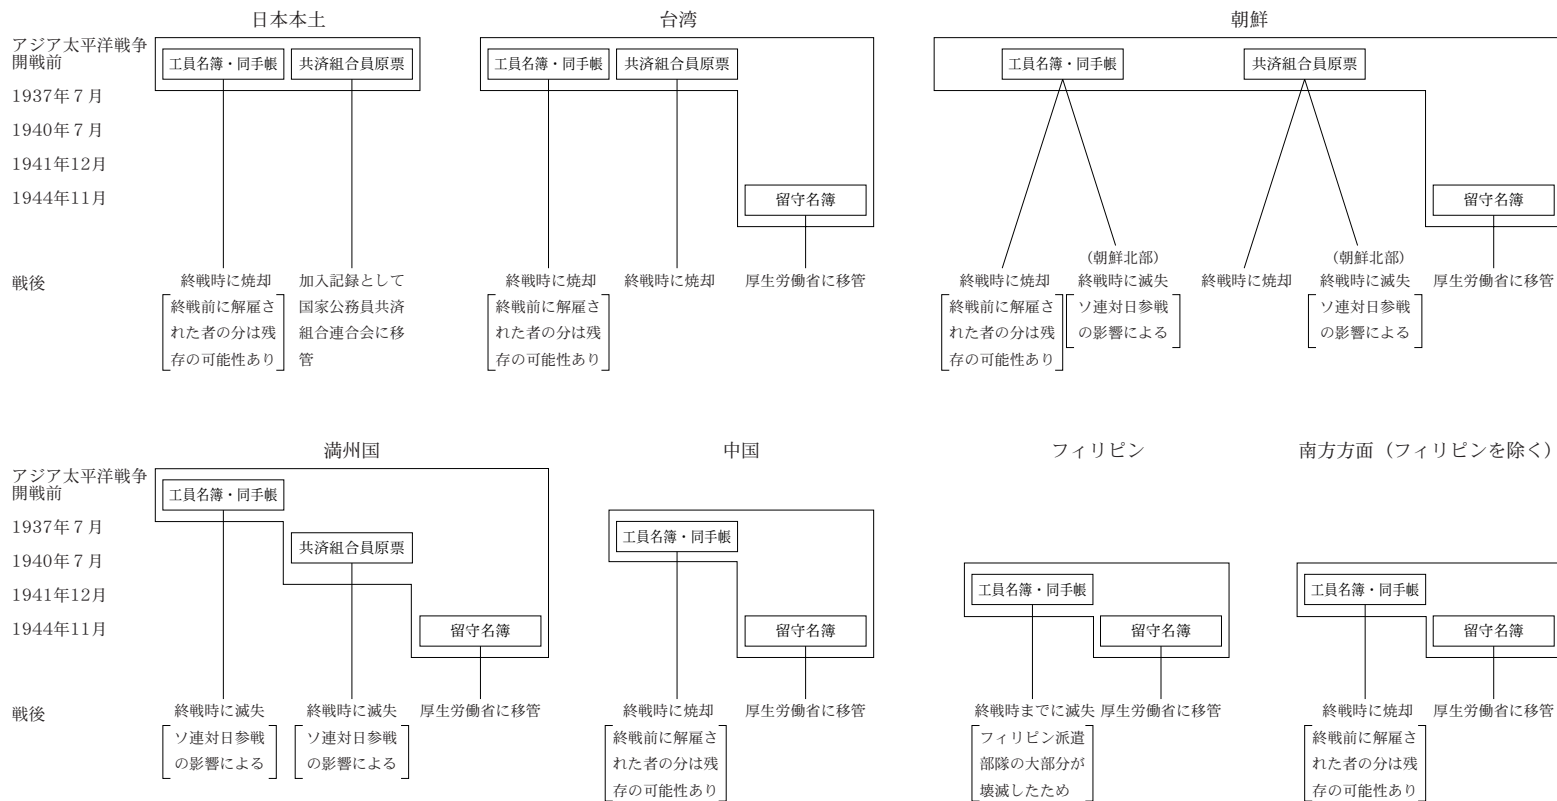 日本本土
台湾
朝鮮
アジア太平洋戦争
開戦前
1937年7月
1940年7月
1941年12月
1944年11月
戦後
工員名簿・同手帳
共済組合員原票
終戦時に焼却
終戦前に解雇さ
れた者の分は残
存の可能性あり
加入記録として
国家公務員共済
組合連合会に移
管
工員名簿・同手帳
共済組合員原票
留守名簿
終戦時に焼却
終戦前に解雇さ
れた者の分は残
存の可能性あり
終戦時に焼却
厚生労働省に移管
工員名簿・同手帳
共済組合員原票
留守名簿
終戦時に焼却
終戦前に解雇さ
れた者の分は残
存の可能性あり
(朝鮮北部)
終戦時に滅失
ソ連対日参戦
の影響による
終戦時に焼却
(朝鮮北部)
終戦時に滅失
ソ連対日参戦
の影響による
厚生労働省に移管
満州国
中国
フィリピン
南方方面（フィリピンを除く）
アジア太平洋戦争
開戦前
1937年7月
1940年7月
1941年12月
1944年11月
戦後
工員名簿・同手帳
共済組合員原票
留守名簿
終戦時に滅失
ソ連対日参戦
の影響による
終戦時に滅失
ソ連対日参戦
の影響による
厚生労働省に移管
工員名簿・同手帳
留守名簿
終戦時に焼却
終戦前に解雇さ
れた者の分は残
存の可能性あり
厚生労働省に移管
工員名簿・同手帳
留守名簿
終戦時までに滅失
フィリピン派遣
部隊の大部分が
壊滅したため
厚生労働省に移管
工員名簿・同手帳
留守名簿
終戦時に焼却
終戦前に解雇さ
れた者の分は残
存の可能性あり
厚生労働省に移管